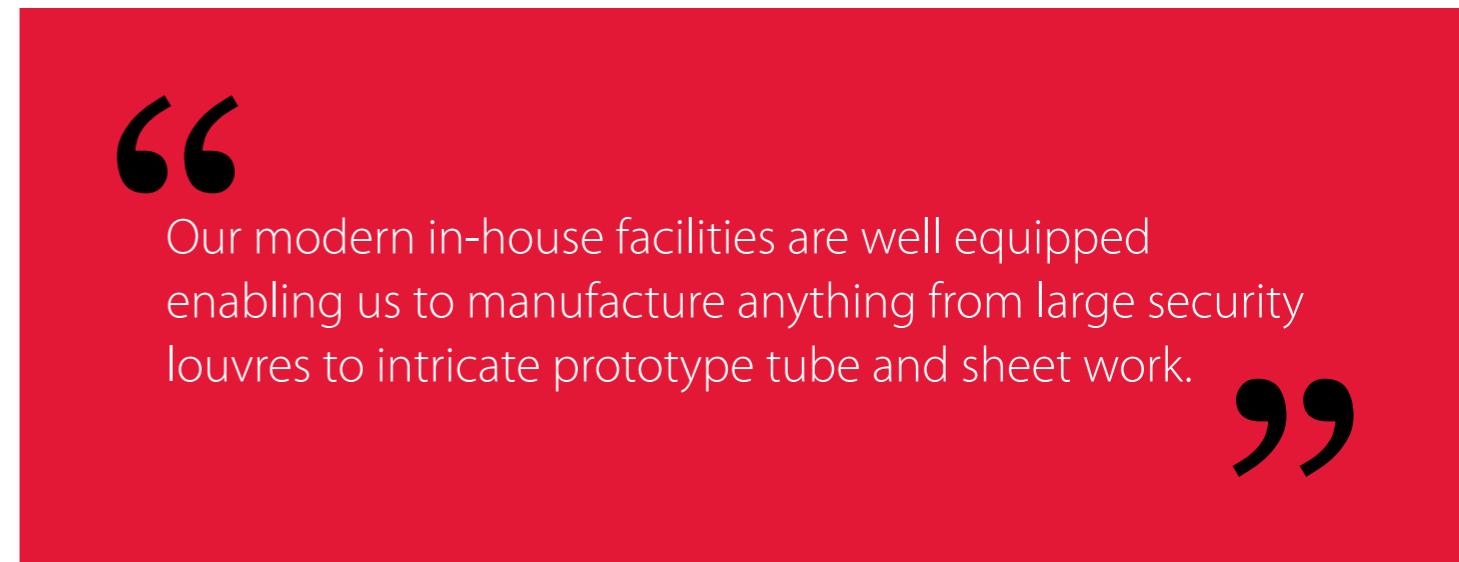 “
Our modern in-house facilities are well equipped
enabling us to manufacture anything from large security
louvres to intricate prototype tube and sheet work.
”